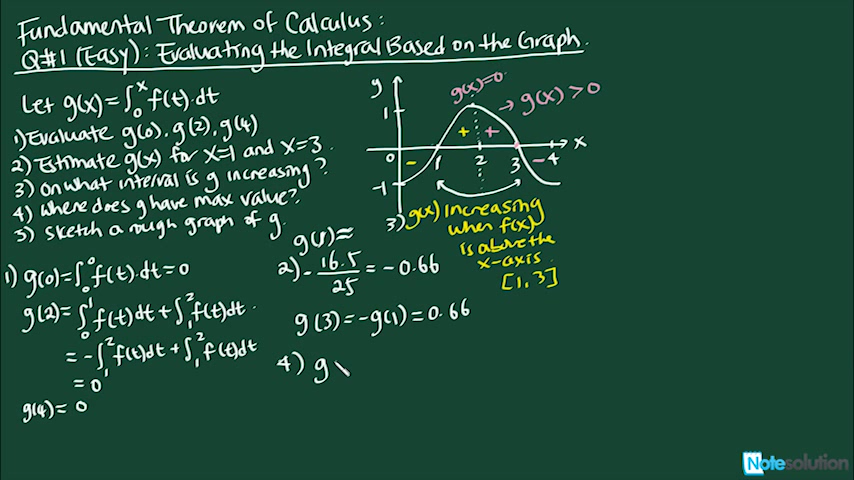 Fundamental Theorem of Calculus:
Q#1 (Easy): Evaluating the Integral Based on the Graph.
Let g(x) = ∫₀ˣ f(t).dt
1) Evaluate g(0), g(2), g(4)
2) Estimate g(x) for x=1 and x=3.
3) On what interval is g increasing?
4) Where does g have max value?
5) Sketch a rough graph of g
y
g(x)=0
→ g(x) > 0
1
+ +
0 - 1 2 3 - 4 x
-1
3) g(x) increasing
when f(x)
is above the
x-axis.
[1,3]
1) g(0) = ∫₀⁰ f(t).dt = 0
g(2) = ∫₀¹ f(t)dt + ∫₁² f(t)dt.
= -∫₁² f(t)dt + ∫₁² f(t)dt
= 0
g(4) = 0
g(1) ≈
2) - 16.5/25 = -0.66
g(3) = -g(1) = 0.66
4) g
Notesolution